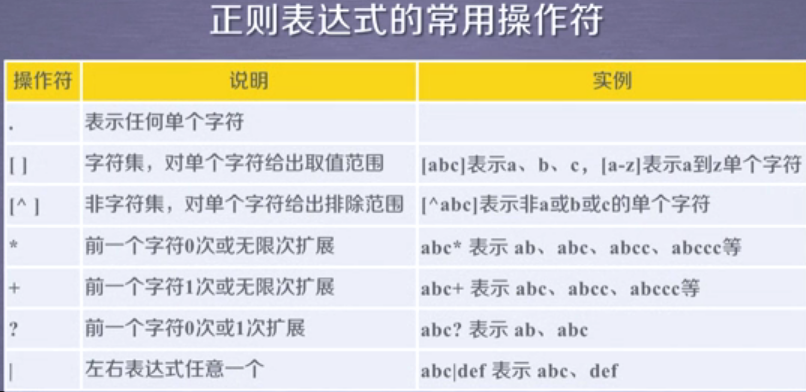 正则表达式的常用操作符
操作符 说明 实例
. 表示任何单个字符
[ ] 字符集，对单个字符给出取值范围 [abc]表示a、b、c，[a-z]表示a到z单个字符
[^ ] 非字符集，对单个字符给出排除范围 [^abc]表示非a或b或c的单个字符
* 前一个字符0次或无限次扩展 abc* 表示 ab、abc、abcc、abccc等
+ 前一个字符1次或无限次扩展 abc+ 表示 abc、abcc、abccc等
? 前一个字符0次或1次扩展 abc? 表示 ab、abc
| 左右表达式任意一个 abc|def 表示 abc、def